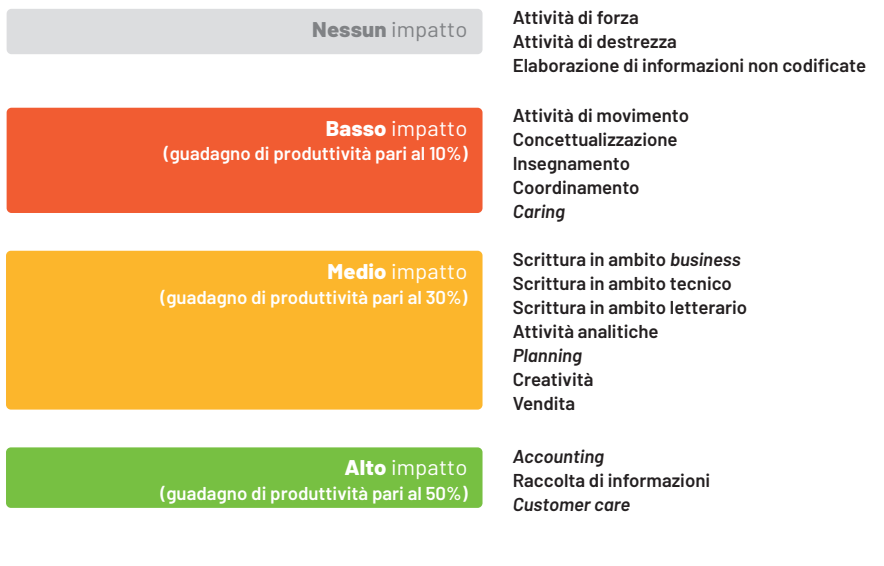 Nessun impatto
Attività di forza
Attività di destrezza
Elaborazione di informazioni non codificate
Basso impatto
(guadagno di produttività pari al 10%)
Attività di movimento
Concettualizzazione
Insegnamento
Coordinamento
Caring
Medio impatto
(guadagno di produttività pari al 30%)
Scrittura in ambito business
Scrittura in ambito tecnico
Scrittura in ambito letterario
Attività analitiche
Planning
Creatività
Vendita
Alto impatto
(guadagno di produttività pari al 50%)
Accounting
Raccolta di informazioni
Customer care